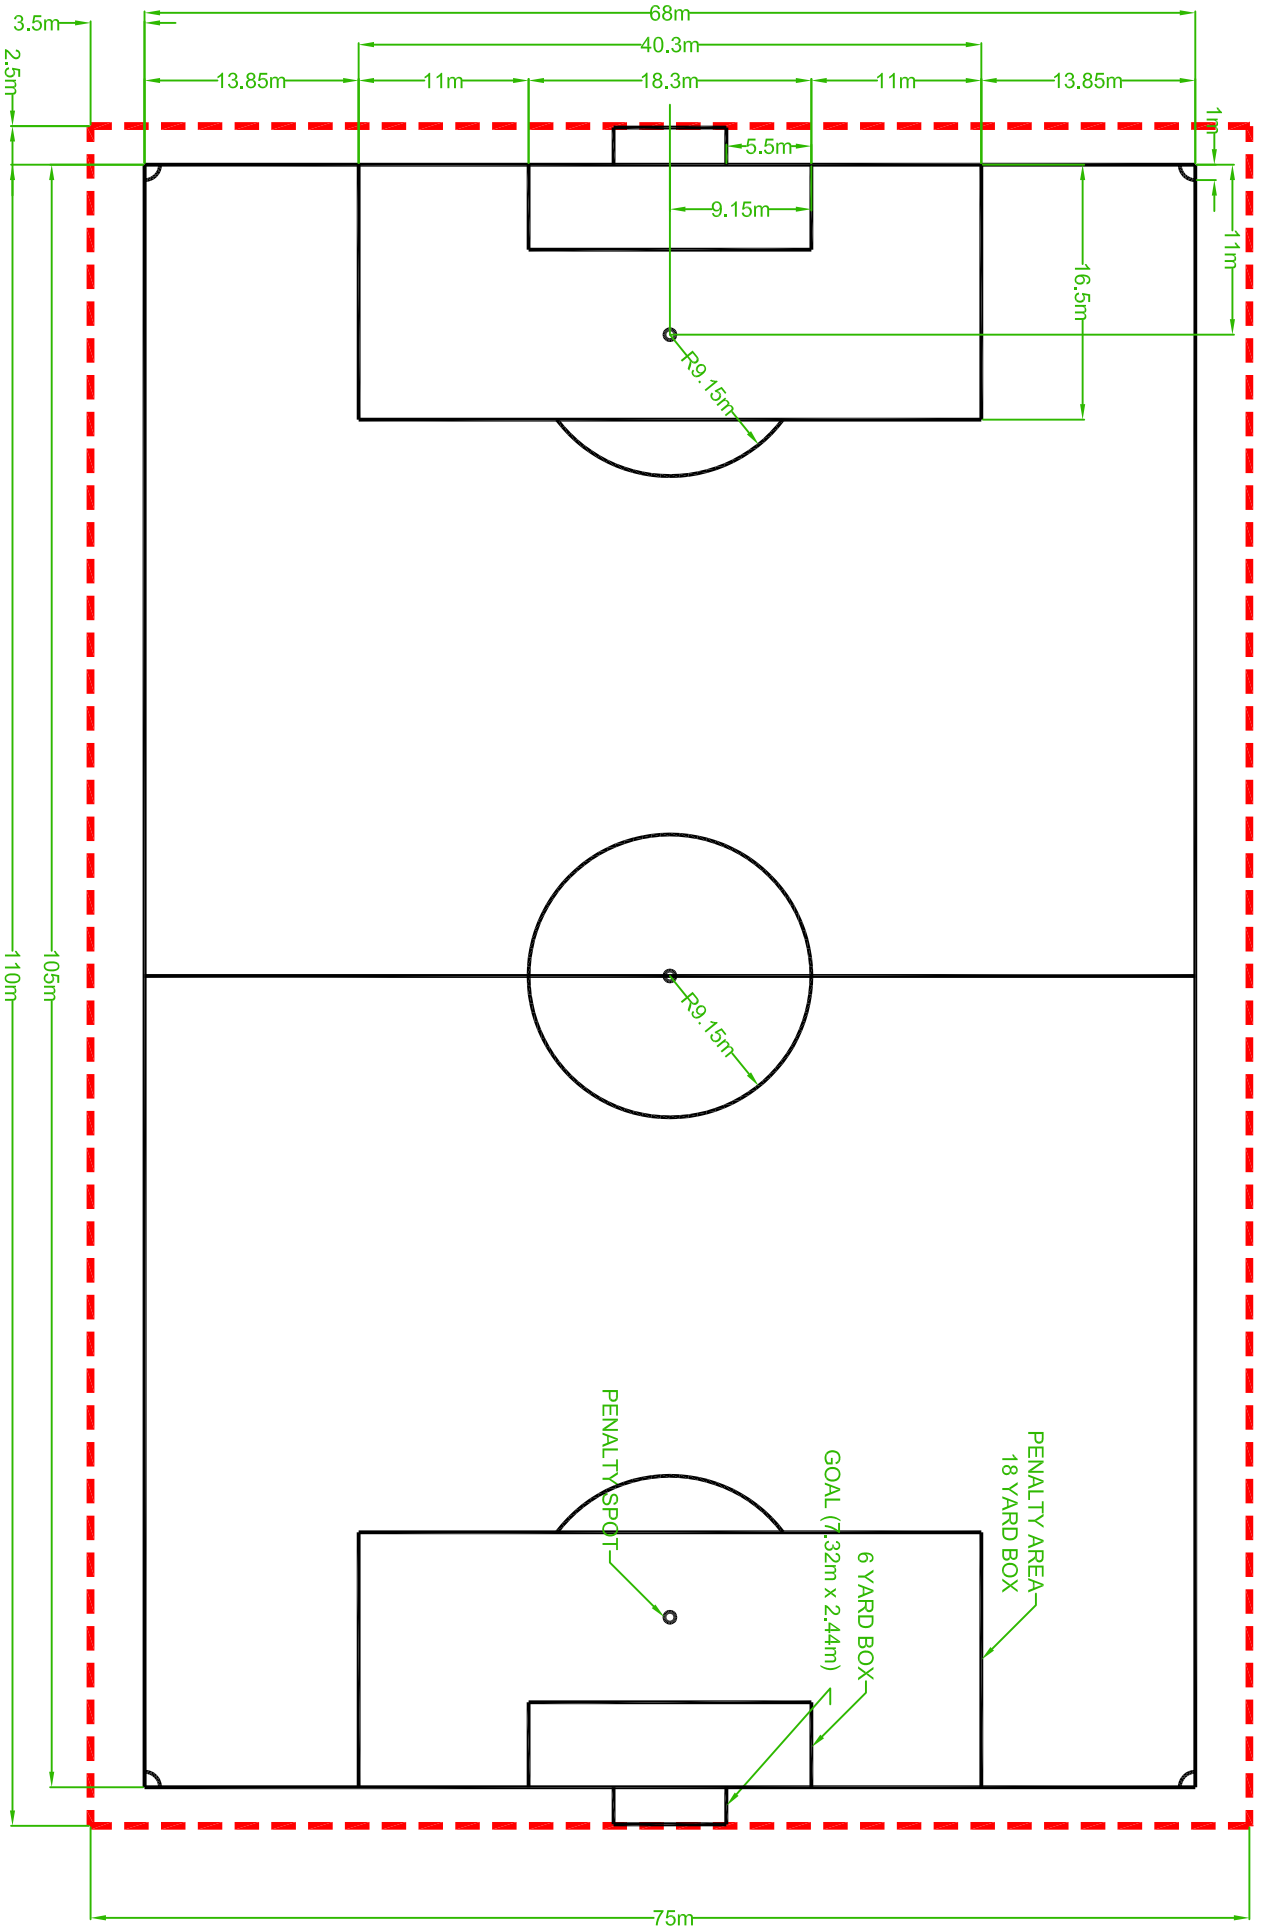 68m
3.5m
40.3m
2.5m
13.85m
11m
18.3m
11m
13.85m
1m
5.5m
9.15m
11m
16.5m
R9.15m
105m
110m
R9.15m
PENALTY SPOT
GOAL (7.32m x 2.44m)
6 YARD BOX
PENALTY AREA
18 YARD BOX
75m